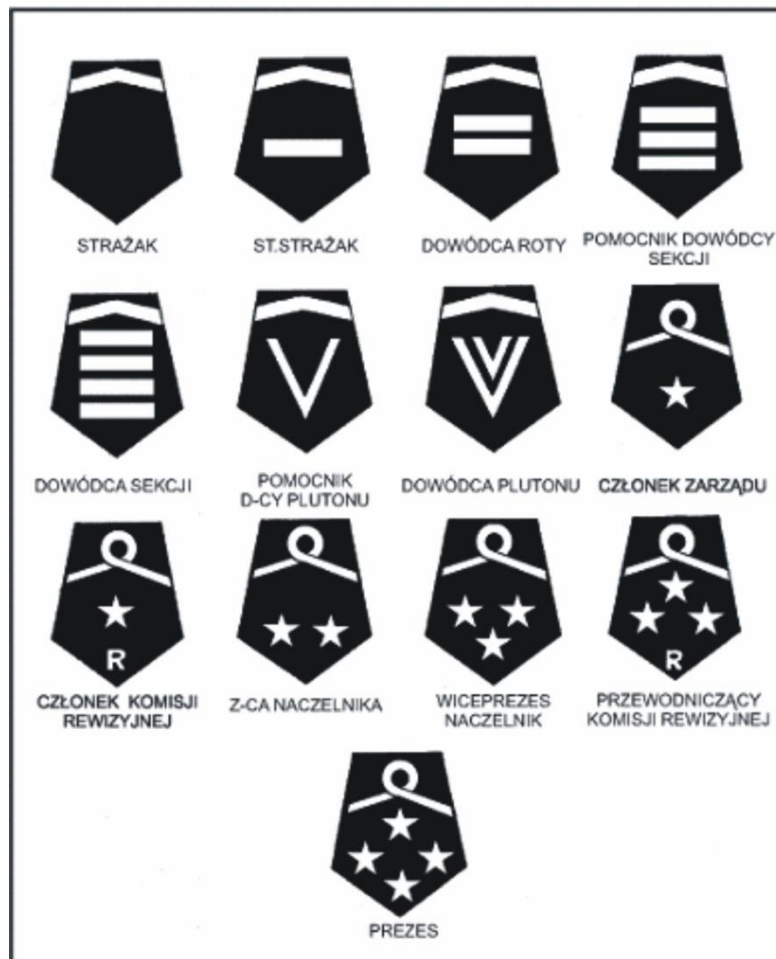 STRAŻAK
ST.STRAŻAK
DOWÓDCA ROTY
POMOCNIK DOWÓDCY
SEKCJI
DOWÓDCA SEKCJI
POMOCNIK
D-CY PLUTONU
DOWÓDCA PLUTONU
CZŁONEK ZARZĄDU
R
CZŁONEK KOMISJI
REWIZYJNEJ
Z-CA NACZELNIKA
WICEPREZES
NACZELNIK
R
PRZEWODNICZĄCY
KOMISJI REWIZYJNEJ
PREZES